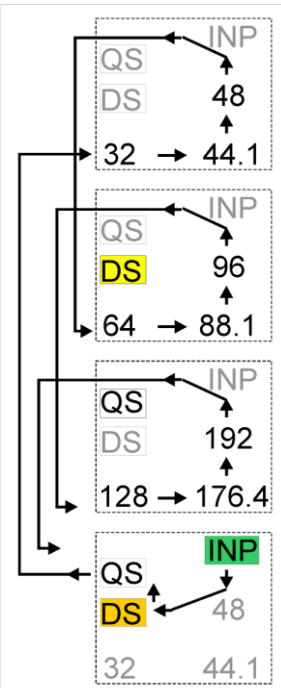 INP
QS
DS 48
32 44.1
INP
QS
DS 96
64 88.1
INP
QS
DS 192
128 176.4
INP
QS
DS 48
32 44.1